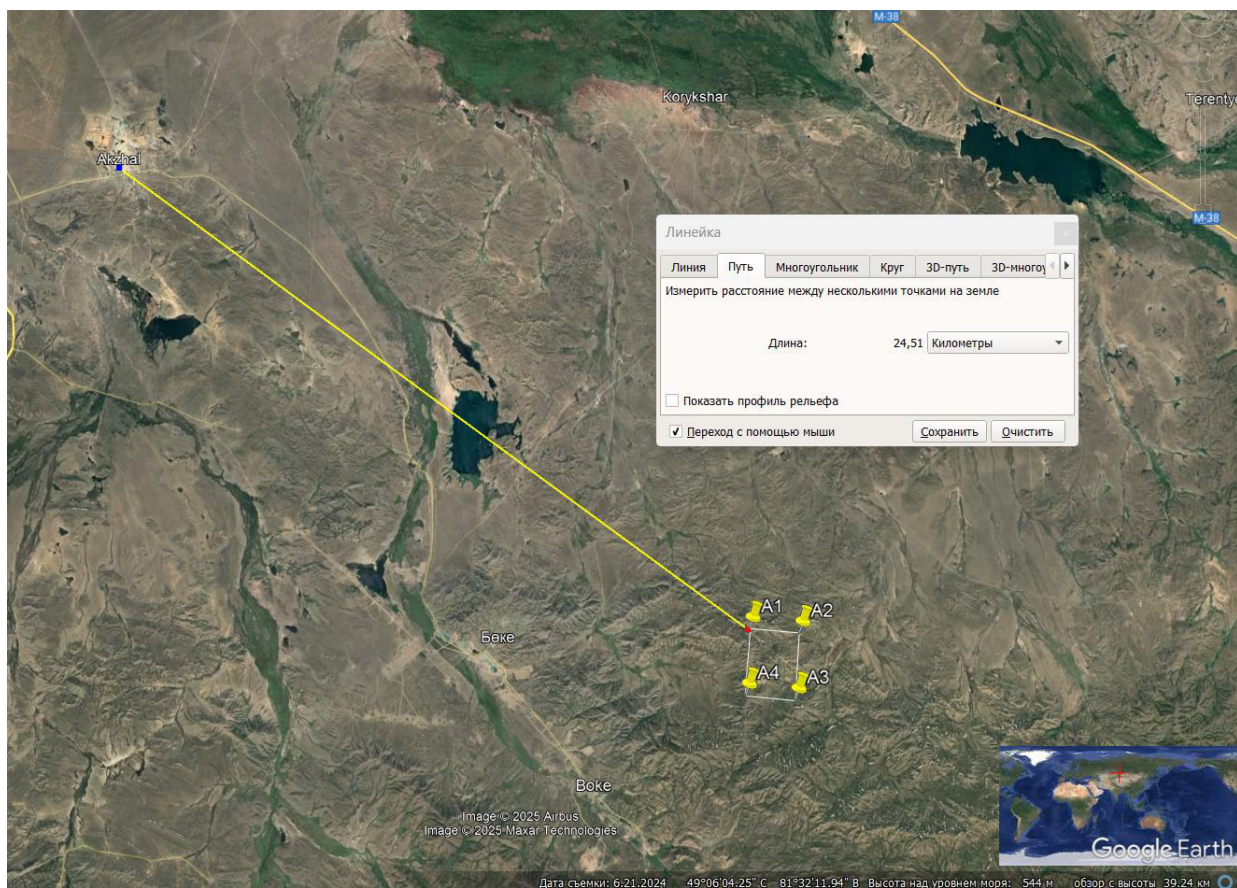 M-38
Korykshar
Terentye
Akzhal
M-38
Линейка
Линия Путь Многоугольник Круг 3D-путь 3D-многоу
Измерить расстояние между несколькими точками на земле
Длина: 24,51 Километры
Показать профиль рельефа
Переход с помощью мыши Сохранить Очистить
A1 A2
Бөке
A4 A3
Boke
Image © 2025 Airbus
Image © 2025 Maxar Technologies
Google Earth
Дата съемки: 6.21.2024 49°06'04.25" С 81°32'11.94" В Высота над уровнем моря: 544 м обзор с высоты 39.24 км